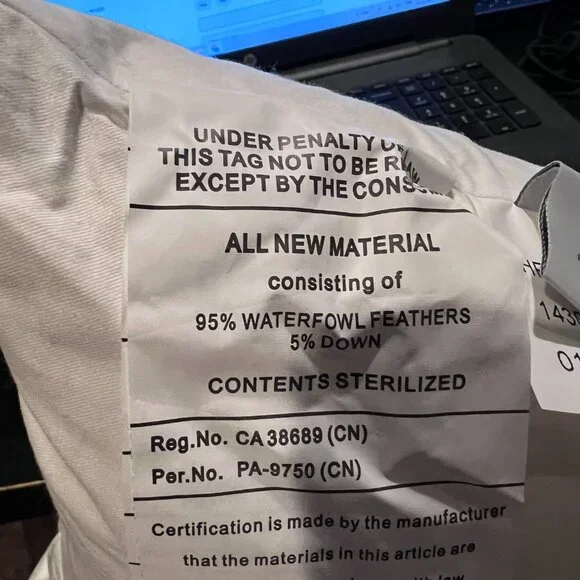 UNDER PENALTY
THIS TAG NOT TO BE
EXCEPT BY THE
ALL NEW MATERIAL
consisting of
95% WATERFOWL FEATHERS
5% DOWN
CONTENTS STERILIZED
Reg.No. CA 38689 (CN)
Per.No. PA-9750 (CN)
Certification is made by the manufacturer
that the materials in this article are